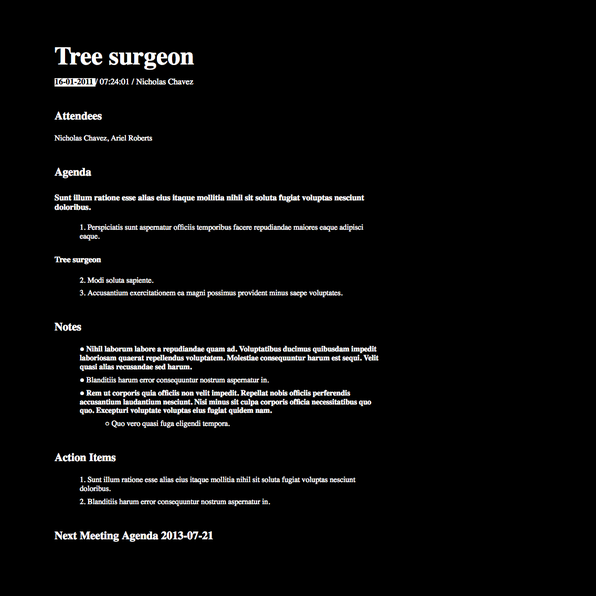 Tree surgeon
16-01-2011 / 07:24:01 / Nicholas Chavez
Attendees
Nicholas Chavez, Ariel Roberts
Agenda
Sunt illum ratione esse alias eius itaque mollitia nihil sit soluta fugiat voluptas nesciunt
doloribus.
1. Perspiciatis sunt aspernatur officiis temporibus facere repudiandae maiores eaque adipisci
eaque.
Tree surgeon
2. Modi soluta sapiente.
3. Accusantium exercitationem ea magni possimus provident minus saepe voluptates.
Notes
● Nihil laborum labore a repudiandae quam ad. Voluptatibus ducimus quibusdam impedit
laboriosam quaerat repellendus voluptatem. Molestiae consequuntur harum est sequi. Velit
quasi alias recusandae sed harum.
● Blanditiis harum error consequuntur nostrum aspernatur in.
● Rem ut corporis quia officiis non velit impedit. Repellat nobis officiis perferendis
accusantium laudantium nesciunt. Nisi minus sit culpa corporis officia necessitatibus quo
quo. Excepturi voluptate voluptas eius fugiat quidem nam.
○ Quo vero quasi fuga eligendi tempora.
Action Items
1. Sunt illum ratione esse alias eius itaque mollitia nihil sit soluta fugiat voluptas nesciunt
doloribus.
2. Blanditiis harum error consequuntur nostrum aspernatur in.
Next Meeting Agenda 2013-07-21